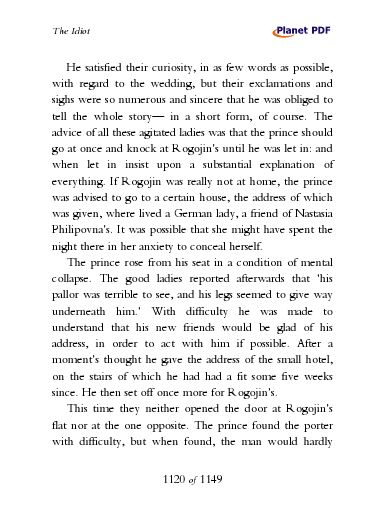 The Idiot
Planet PDF
He satisfied their curiosity, in as few words as possible,
with regard to the wedding, but their exclamations and
sighs were so numerous and sincere that he was obliged to
tell the whole story— in a short form, of course. The
advice of all these agitated ladies was that the prince should
go at once and knock at Rogojin's until he was let in: and
when let in insist upon a substantial explanation of
everything. If Rogojin was really not at home, the prince
was advised to go to a certain house, the address of which
was given, where lived a German lady, a friend of Nastasia
Philipovna's. It was possible that she might have spent the
night there in her anxiety to conceal herself.
The prince rose from his seat in a condition of mental
collapse. The good ladies reported afterwards that 'his
pallor was terrible to see, and his legs seemed to give way
underneath him.' With difficulty he was made to
understand that his new friends would be glad of his
address, in order to act with him if possible. After a
moment's thought he gave the address of the small hotel,
on the stairs of which he had had a fit some five weeks
since. He then set off once more for Rogojin's.
This time they neither opened the door at Rogojin's
flat nor at the one opposite. The prince found the porter
with difficulty, but when found, the man would hardly
1120 of 1149